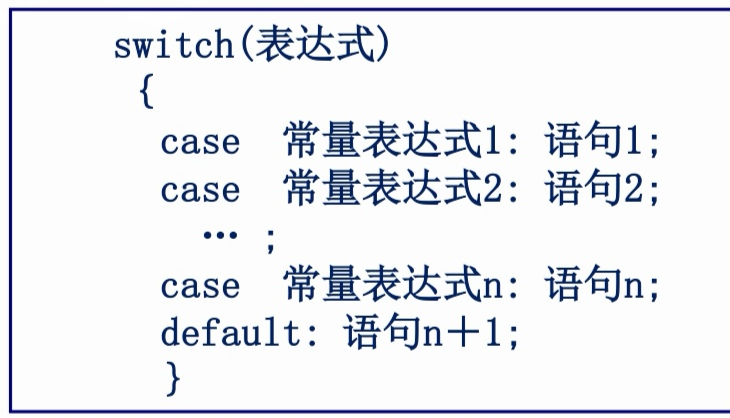 switch(表达式)
{
case 常量表达式1: 语句1;
case 常量表达式2: 语句2;
… ;
case 常量表达式n: 语句n;
default: 语句n＋1;
}